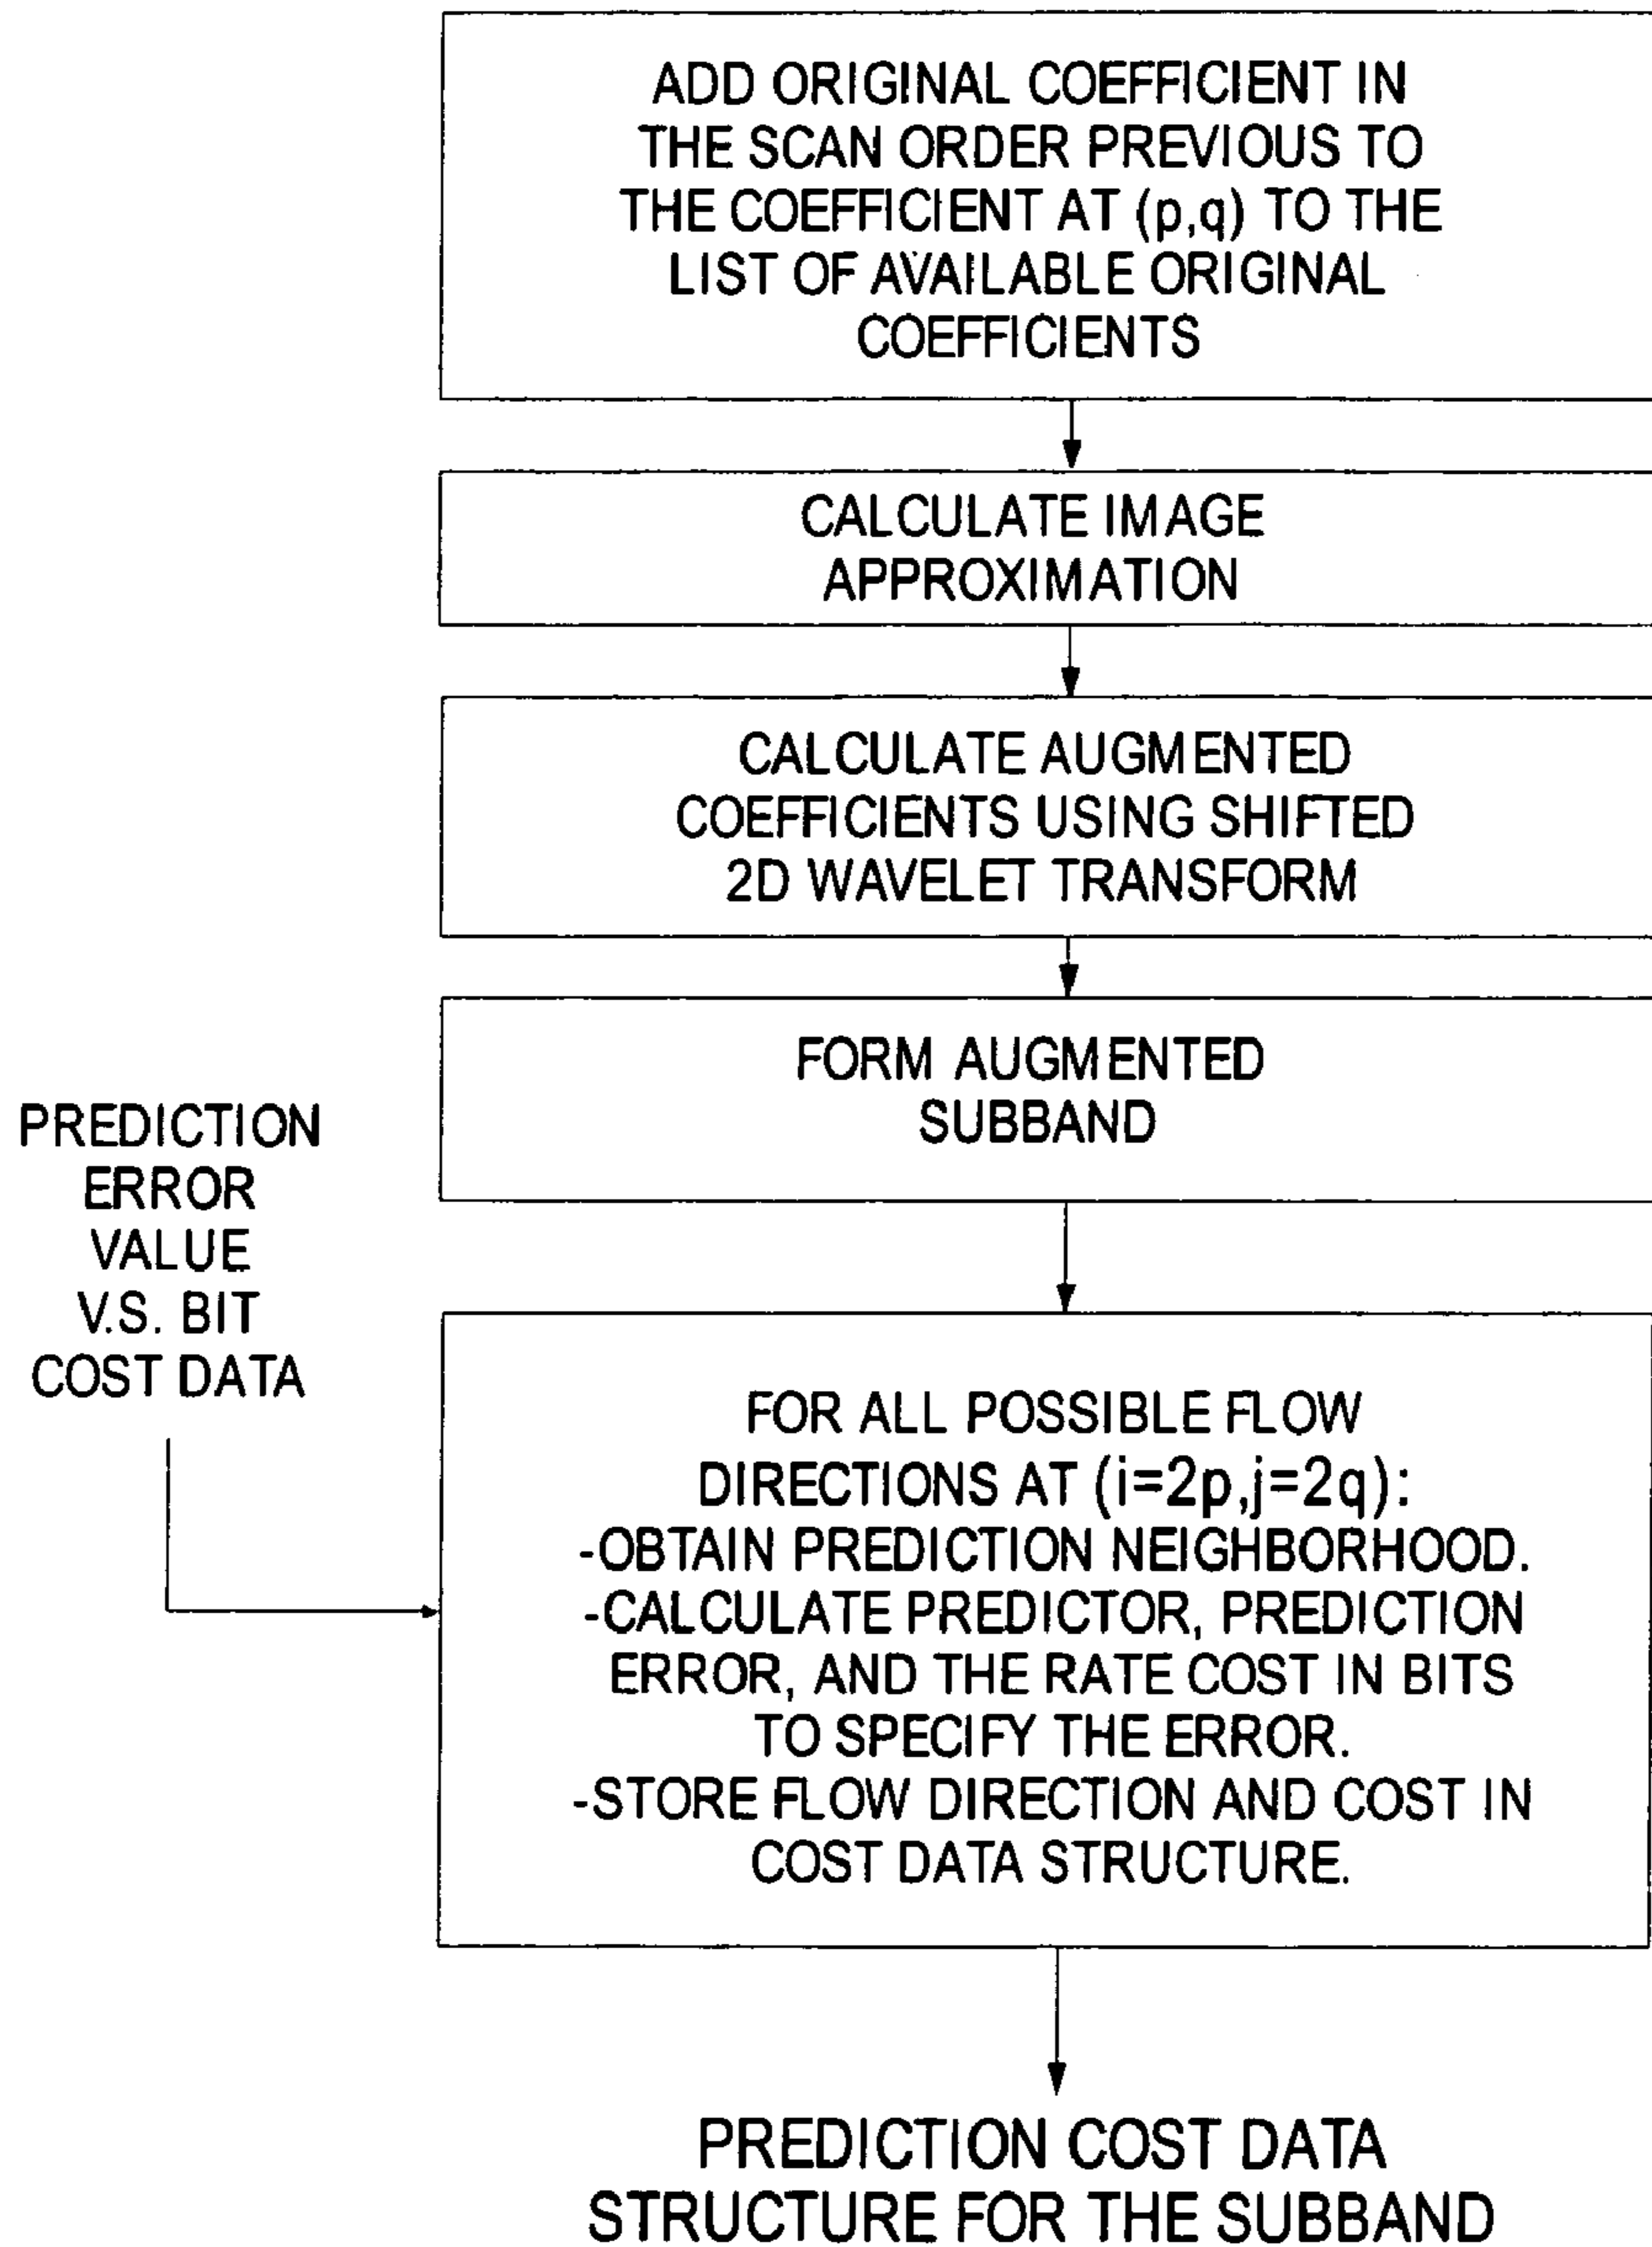 ADD ORIGINAL COEFFICIENT IN
THE SCAN ORDER PREVIOUS TO
THE COEFFICIENT AT (p,q) TO THE
LIST OF AVAILABLE ORIGINAL
COEFFICIENTS
CALCULATE IMAGE
APPROXIMATION
CALCULATE AUGMENTED
COEFFICIENTS USING SHIFTED
2D WAVELET TRANSFORM
FORM AUGMENTED
SUBBAND
PREDICTION
ERROR
VALUE
V.S. BIT
COST DATA
FOR ALL POSSIBLE FLOW
DIRECTIONS AT (i=2p,j=2q):
-OBTAIN PREDICTION NEIGHBORHOOD.
-CALCULATE PREDICTOR, PREDICTION
ERROR, AND THE RATE COST IN BITS
TO SPECIFY THE ERROR.
-STORE FLOW DIRECTION AND COST IN
COST DATA STRUCTURE.
PREDICTION COST DATA
STRUCTURE FOR THE SUBBAND